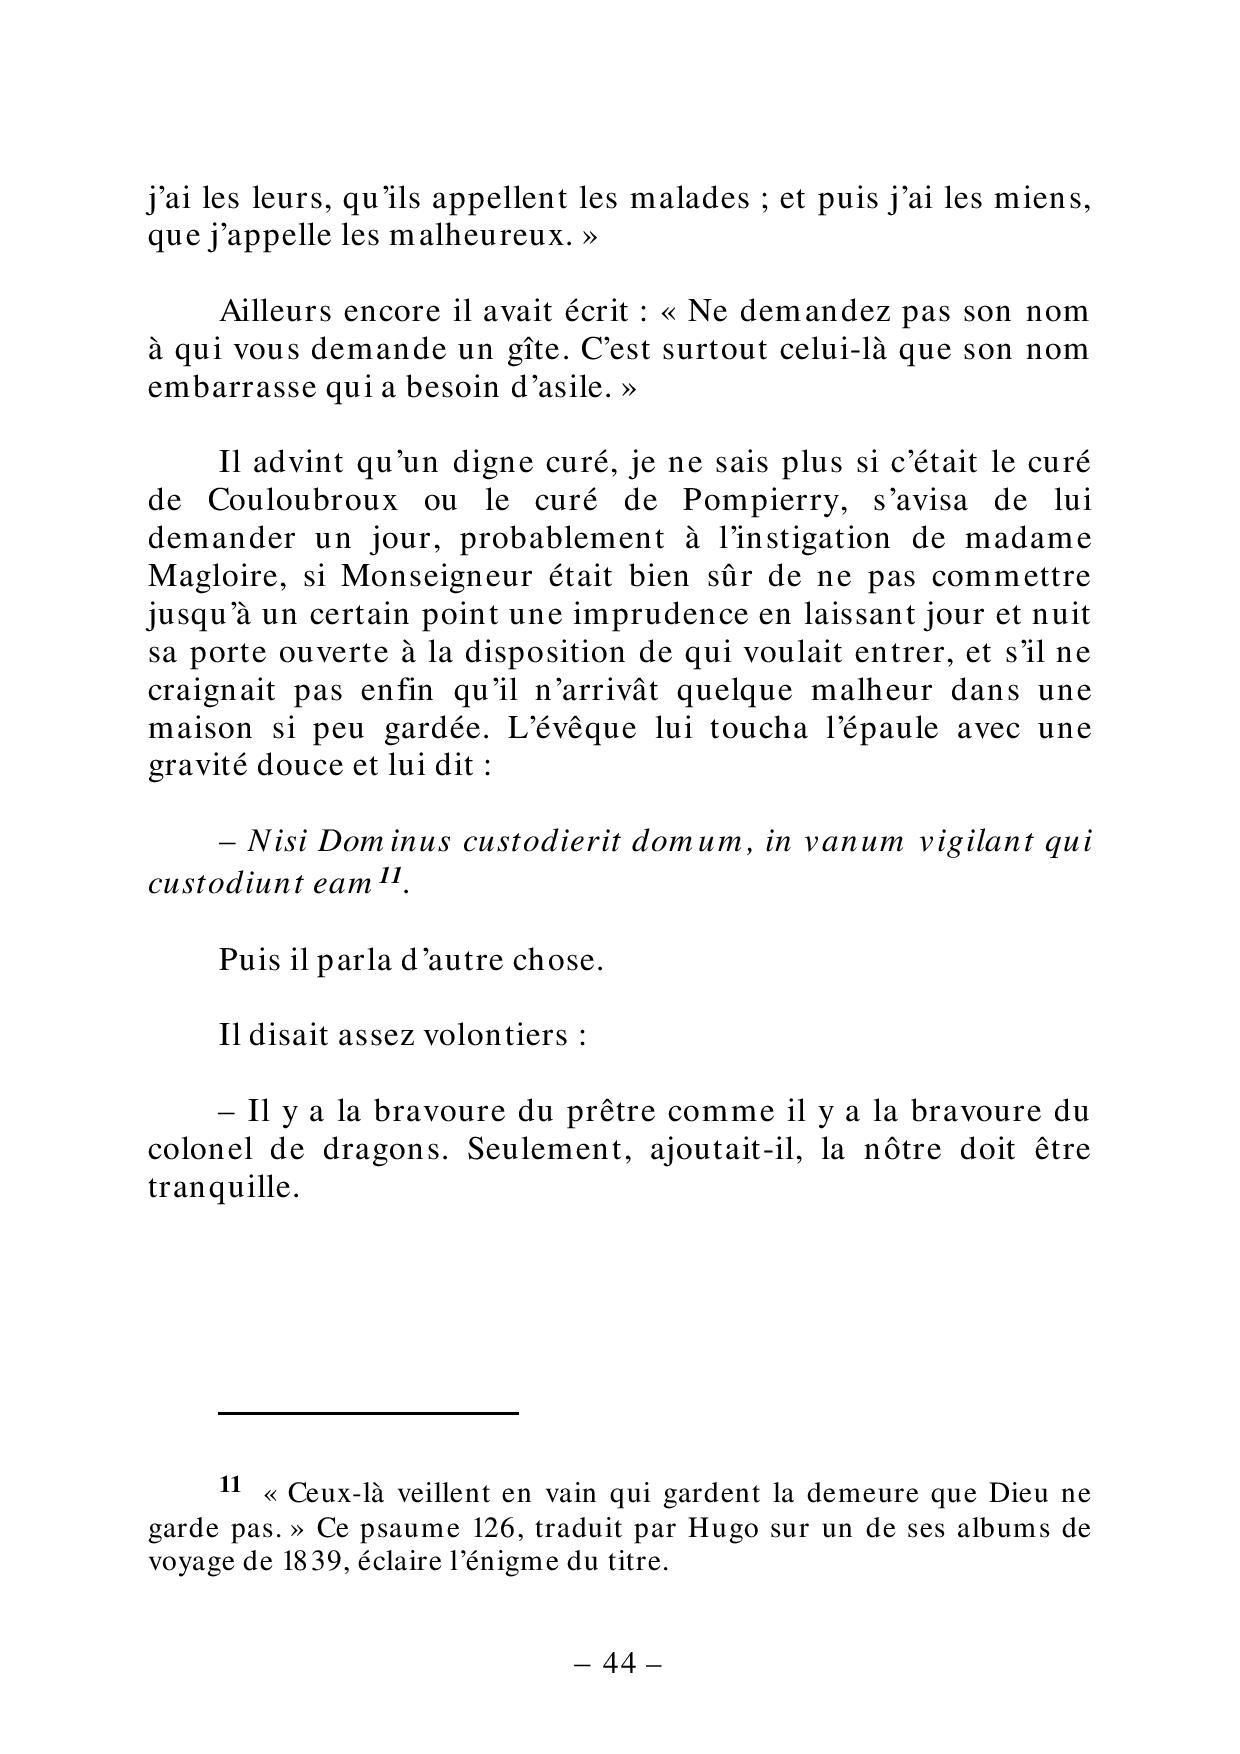 j’ai les leurs, qu’ils appellent les malades ; et puis j’ai les miens,
que j’appelle les malheureux. »
Ailleurs encore il avait écrit : « Ne demandez pas son nom
à qui vous demande un gîte. C’est surtout celui-là que son nom
embarrasse qui a besoin d’asile. »
Il advint qu’un digne curé, je ne sais plus si c’était le curé
de Couloubroux ou le curé de Pompierry, s’avisa de lui
demander un jour, probablement à l’instigation de madame
Magloire, si Monseigneur était bien sûr de ne pas commettre
jusqu’à un certain point une imprudence en laissant jour et nuit
sa porte ouverte à la disposition de qui voulait entrer, et s’il ne
craignait pas enfin qu’il n’arrivât quelque malheur dans une
maison si peu gardée. L’évêque lui toucha l’épaule avec une
gravité douce et lui dit :
– Nisi Dominus custodierit domum, in vanum vigilant qui
custodiunt eam 11.
Puis il parla d’autre chose.
Il disait assez volontiers :
– Il y a la bravoure du prêtre comme il y a la bravoure du
colonel de dragons. Seulement, ajoutait-il, la nôtre doit être
tranquille.
11 « Ceux-là veillent en vain qui gardent la demeure que Dieu ne
garde pas. » Ce psaume 126, traduit par Hugo sur un de ses albums de
voyage de 1839, éclaire l’énigme du titre.
– 44 –